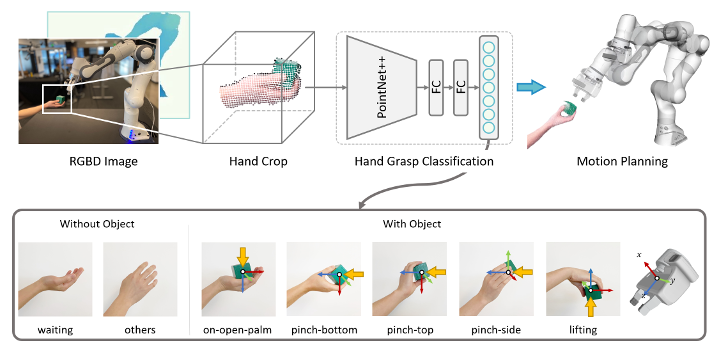 PointNet++
FC
FC
RGBD Image
Hand Crop
Hand Grasp Classification
Motion Planning
Without Object
With Object
x
y
z
waiting
others
on-open-palm
pinch-bottom
pinch-top
pinch-side
lifting